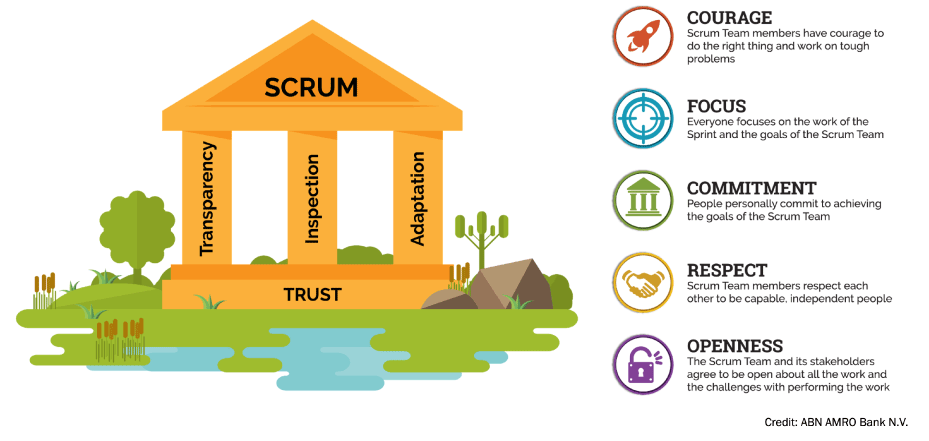 SCRUM
Transparency
Inspection
Adaptation
TRUST
COURAGE
Scrum Team members have courage to
do the right thing and work on tough
problems
FOCUS
Everyone focuses on the work of the
Sprint and the goals of the Scrum Team
COMMITMENT
People personally commit to achieving
the goals of the Scrum Team
RESPECT
Scrum Team members respect each
other to be capable, independent people
OPENNESS
The Scrum Team and its stakeholders
agree to be open about all the work and
the challenges with performing the work
Credit: ABN AMRO Bank N.V.